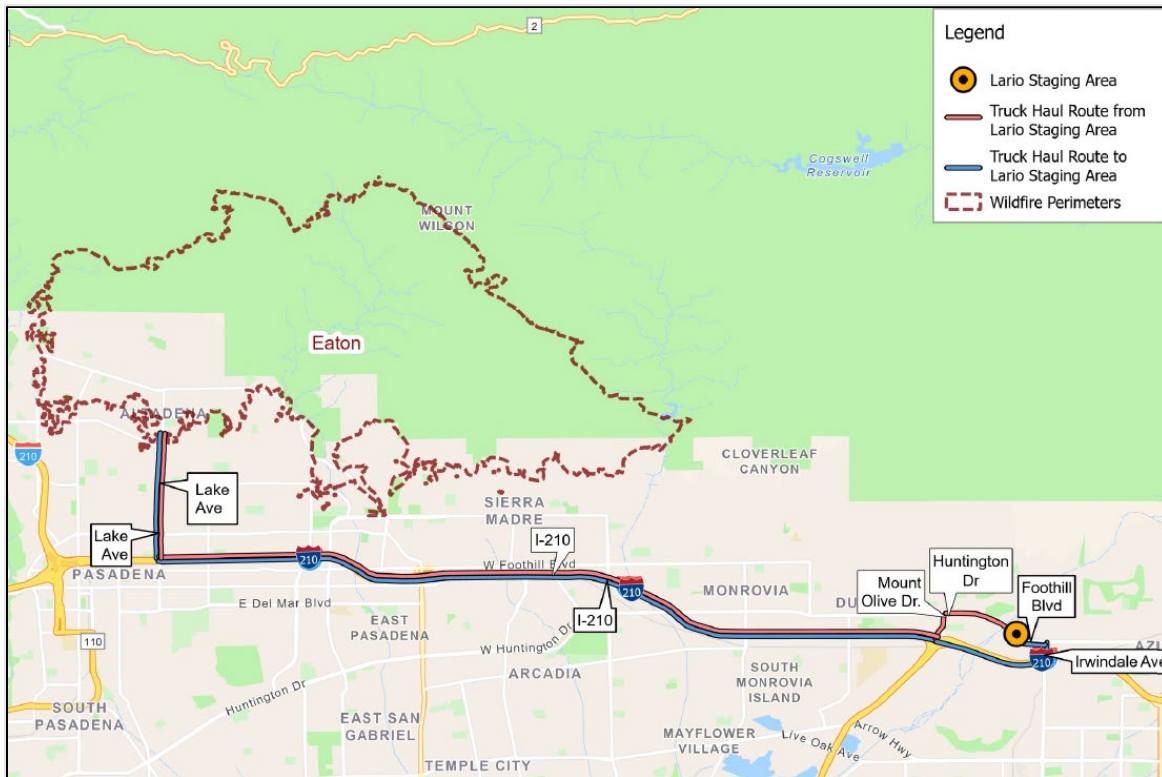 2
Legend
Lario Staging Area
Truck Haul Route from
Lario Staging Area
Truck Haul Route to
Lario Staging Area
Wildfire Perimeters
Cogswell
Reservoir
MOUNT
WILSON
Eaton
ALTADENA
210
Lake
Ave
Lake
Ave
CLOVERLEAF
CANYON
SIERRA
MADRE
I-210
W Foothill Blvd
210
PASADENA
I-210
210
E Del Mar Blvd
MONROVIA
Mount
Olive Dr.
Huntington
Dr
Foothill
Blvd
DU
AZU
210
Irwindale Ave
110
EAST
PASADENA
W Huntington Dr
ARCADIA
SOUTH
MONROVIA
ISLAND
Huntington Dr
SOUTH
PASADENA
EAST SAN
GABRIEL
MAYFLOWER
VILLAGE
Live Oak Ave
Arrow Hwy
TEMPLE CITY